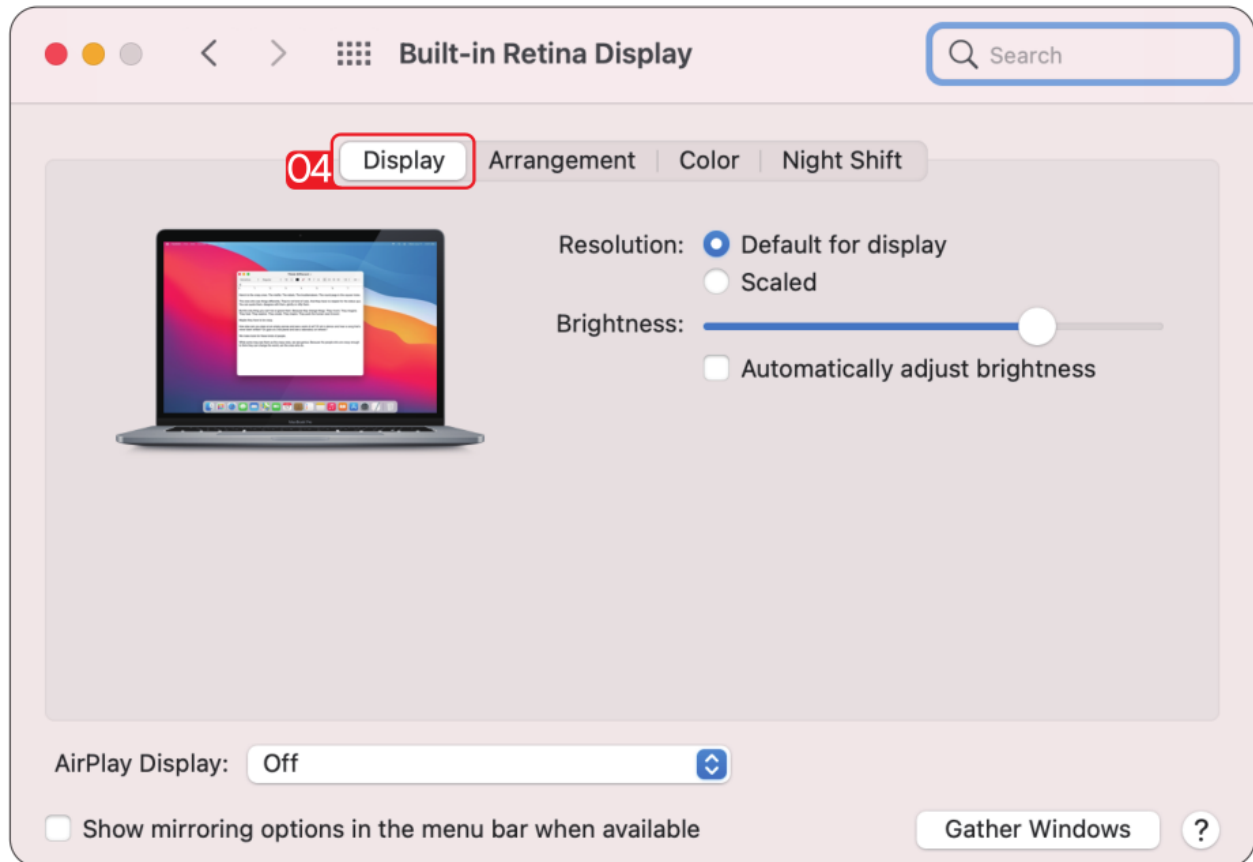 Built-in Retina Display
Search
04
Display Arrangement Color Night Shift
Resolution: Default for display
Scaled
Brightness:
Automatically adjust brightness
AirPlay Display: Off
Show mirroring options in the menu bar when available
Gather Windows ?